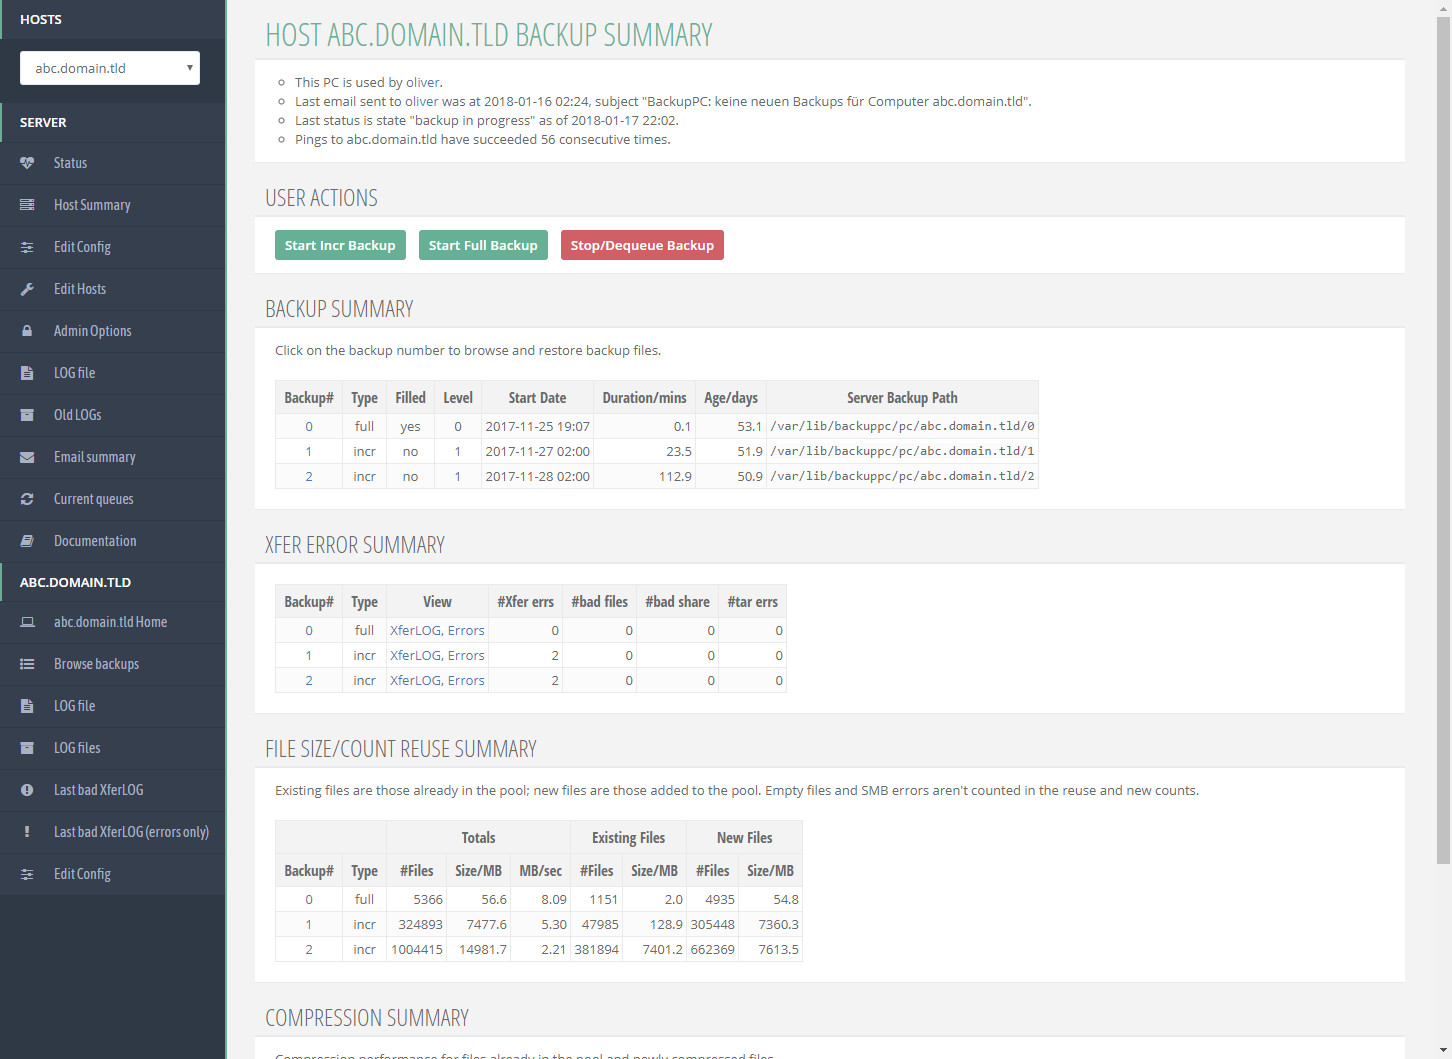 HOSTS
abc.domain.tld
SERVER
Status
Host Summary
Edit Config
Edit Hosts
Admin Options
LOG file
Old LOGs
Email summary
Current queues
Documentation
ABC.DOMAIN.TLD
abc.domain.tld Home
Browse backups
LOG file
LOG files
Last bad XferLOG
Last bad XferLOG (errors only)
Edit Config
HOST ABC.DOMAIN.TLD BACKUP SUMMARY
This PC is used by oliver.
Last email sent to oliver was at 2018-01-16 02:24, subject "BackupPC: keine neuen Backups für Computer abc.domain.tld".
Last status is state "backup in progress" as of 2018-01-17 22:02.
Pings to abc.domain.tld have succeeded 56 consecutive times.
USER ACTIONS
Start Incr Backup Start Full Backup Stop/Dequeue Backup
BACKUP SUMMARY
Click on the backup number to browse and restore backup files.
Backup# Type Filled Level Start Date Duration/mins Age/days Server Backup Path
0 full yes 0 2017-11-25 19:07 0.1 53.1 /var/lib/backuppc/pc/abc.domain.tld/0
1 incr no 1 2017-11-27 02:00 23.5 51.9 /var/lib/backuppc/pc/abc.domain.tld/1
2 incr no 1 2017-11-28 02:00 112.9 50.9 /var/lib/backuppc/pc/abc.domain.tld/2
XFER ERROR SUMMARY
Backup# Type View #Xfer errs #bad files #bad share #tar errs
0 full XferLOG, Errors 0 0 0 0
1 incr XferLOG, Errors 2 0 0 0
2 incr XferLOG, Errors 2 0 0 0
FILE SIZE/COUNT REUSE SUMMARY
Existing files are those already in the pool; new files are those added to the pool. Empty files and SMB errors aren't counted in the reuse and new counts.
Totals Existing Files New Files
Backup# Type #Files Size/MB MB/sec #Files Size/MB #Files Size/MB
0 full 5366 56.6 8.09 1151 2.0 4935 54.8
1 incr 324893 7477.6 5.30 47985 128.9 305448 7360.3
2 incr 1004415 14981.7 2.21 381894 7401.2 662369 7613.5
COMPRESSION SUMMARY
Compression performance for files already in the pool and newly compressed files.